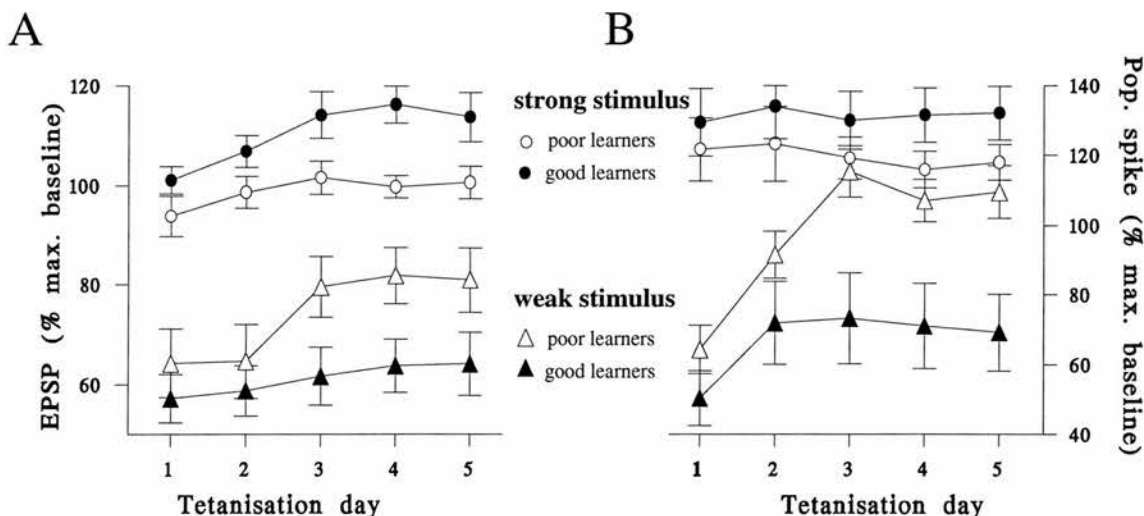 A
B
EPSP (% max. baseline)
120
100
80
60
1 2 3 4 5
Tetanisation day
strong stimulus
poor learners
good learners
weak stimulus
poor learners
good learners
140
120
100
80
60
40
Pop. spike (% max. baseline)
1 2 3 4 5
Tetanisation day